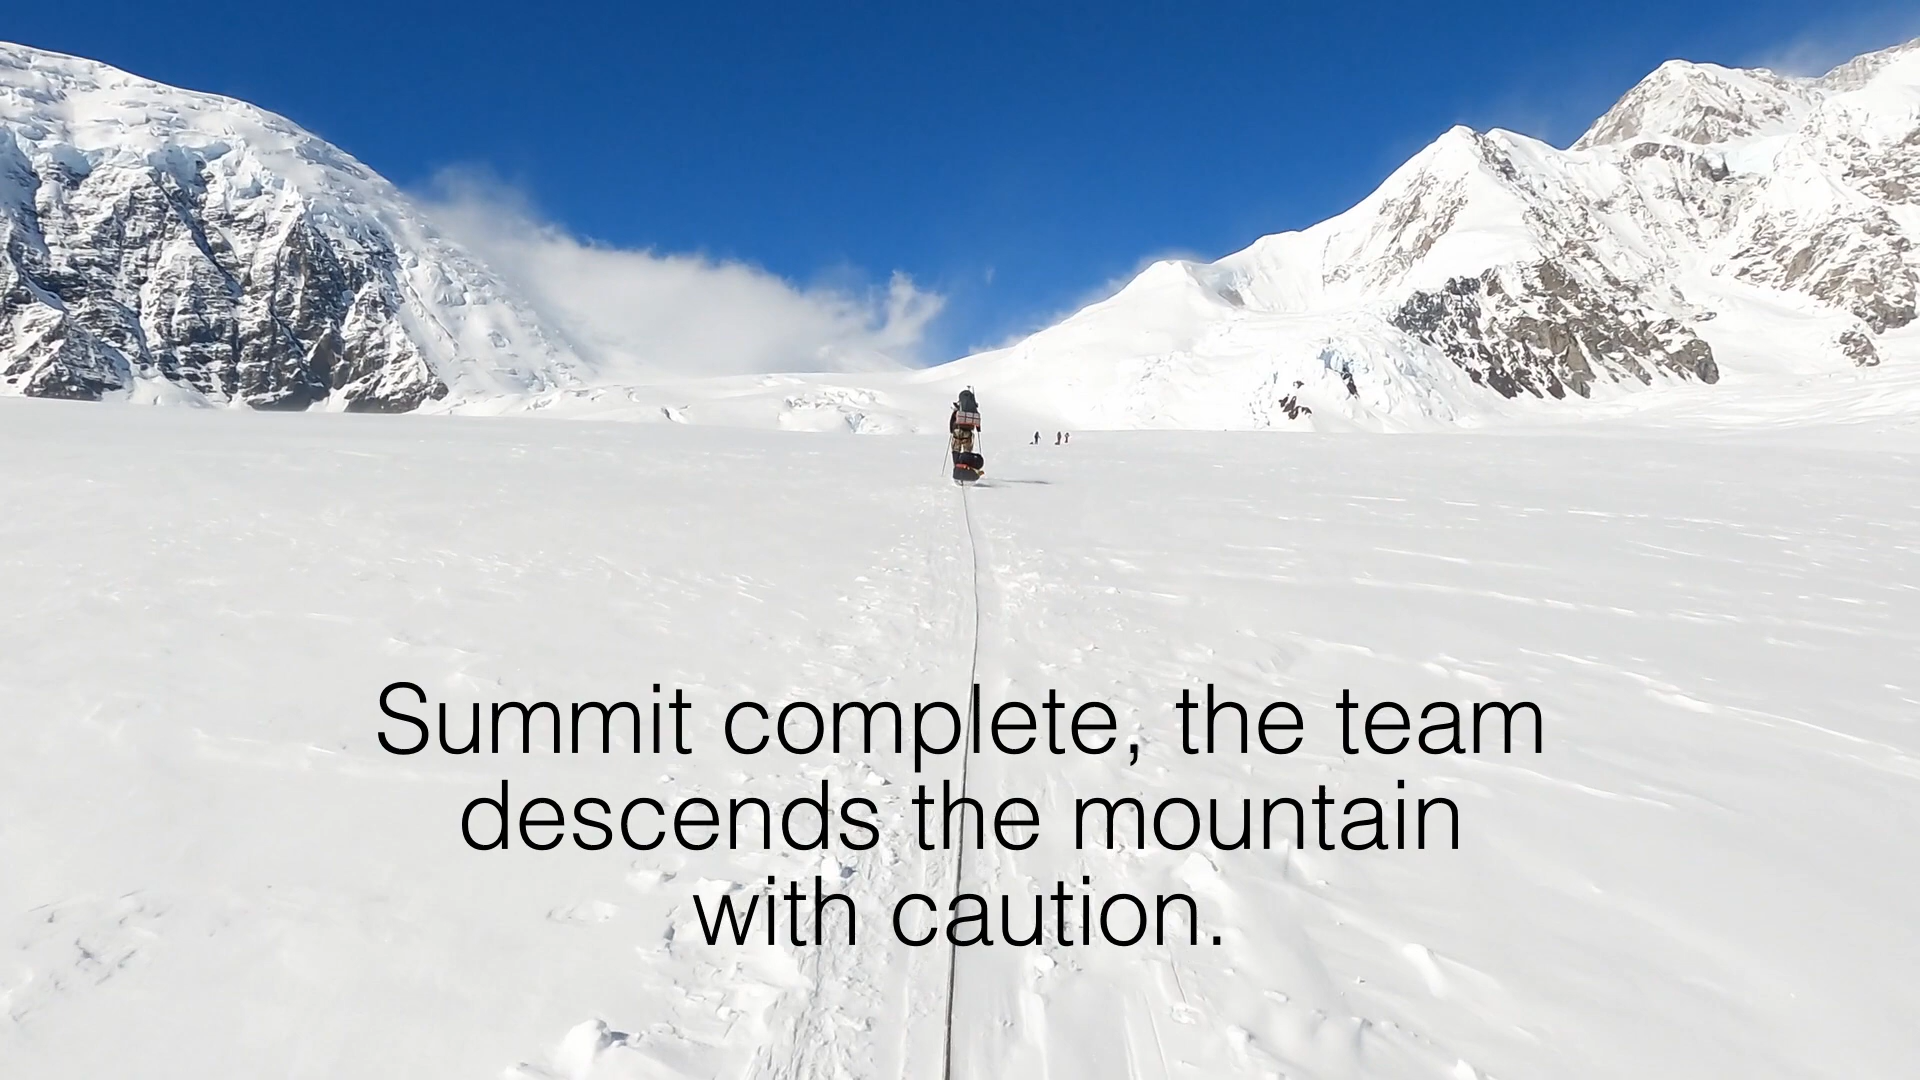 Summit complete, the team
descends the mountain
with caution.